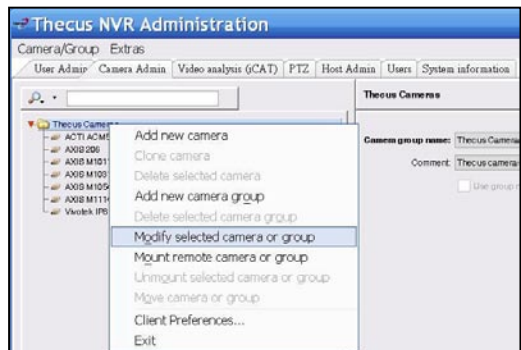 Thecus NVR Administration
Camera/Group Extras
User Admin Camera Admin Video analysis (iCAT) PTZ Host Admin Users System information
Thecus Cameras
Thecus Camera
ACTI ACM5
AXIS 206
AXIS M101
AXIS M103
AXIS M105
AXIS M111
Vivotek IP8
Add new camera
Clone camera
Delete selected camera
Add new camera group
Delete selected camera group
Modify selected camera or group
Mount remote camera or group
Unmount selected camera or group
Move camera or group
Client Preferences...
Exit
Camera group name: Thecus Camera
Comment: Thecus camera
Use group